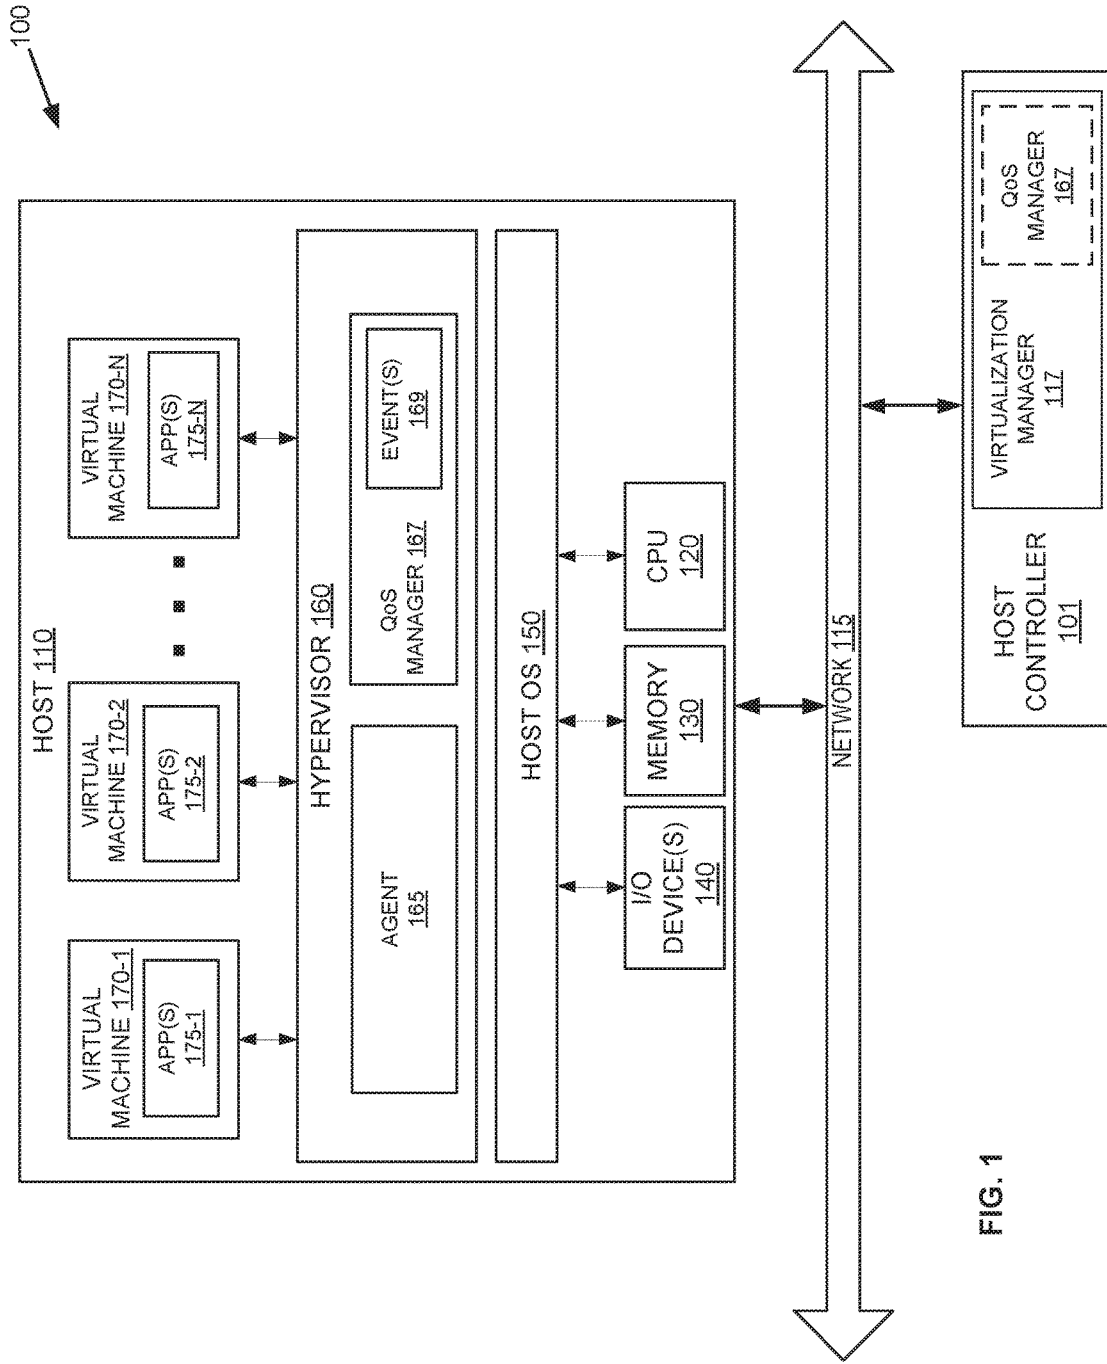 100
HOST 110
VIRTUAL
MACHINE 170-1
APP(S)
175-1
VIRTUAL
MACHINE 170-2
APP(S)
175-2
VIRTUAL
MACHINE 170-N
APP(S)
175-N
HYPERVISOR 160
AGENT
165
QoS
MANAGER 167
EVENT(S)
169
HOST OS 150
I/O
DEVICE(S)
140
MEMORY
130
CPU
120
NETWORK 115
HOST
CONTROLLER
101
VIRTUALIZATION
MANAGER
117
QoS
MANAGER
167
FIG. 1